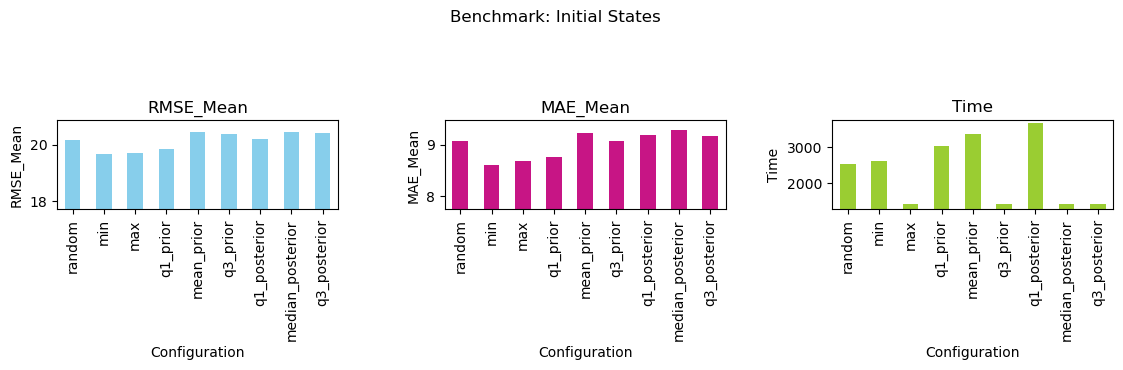 Benchmark: Initial States
RMSE_Mean
RMSE_Mean
20
18
random
min
max
q1_prior
mean_prior
q3_prior
q1_posterior
median_posterior
q3_posterior
Configuration
MAE_Mean
MAE_Mean
9
8
random
min
max
q1_prior
mean_prior
q3_prior
q1_posterior
median_posterior
q3_posterior
Configuration
Time
Time
3000
2000
random
min
max
q1_prior
mean_prior
q3_prior
q1_posterior
median_posterior
q3_posterior
Configuration